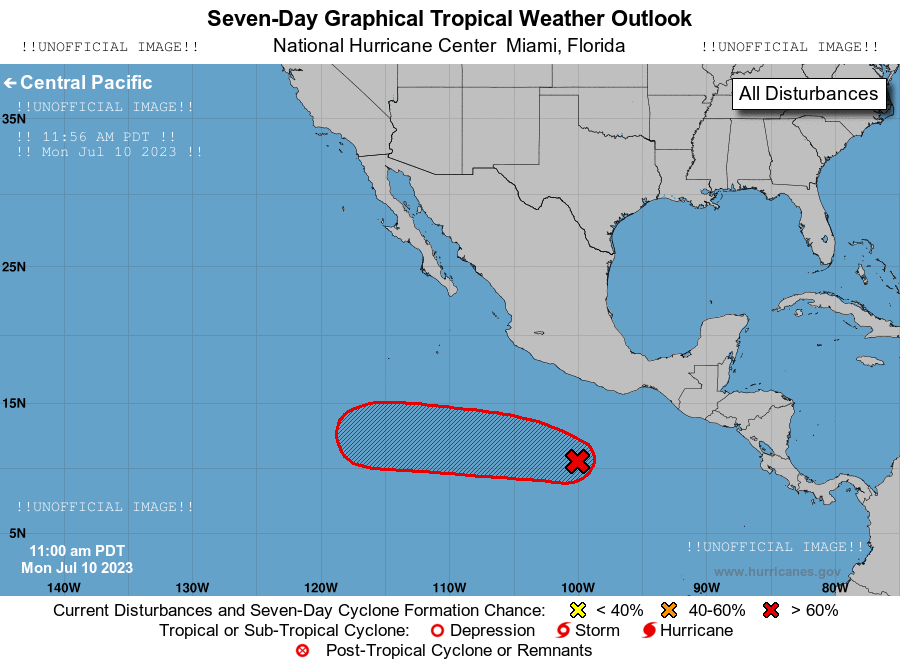 Seven-Day Graphical Tropical Weather Outlook
!!UNOFFICIAL IMAGE!! National Hurricane Center Miami, Florida !!UNOFFICIAL IMAGE!!
Central Pacific
All Disturbances
!!UNOFFICIAL IMAGE!!
35N
!! 11:56 AM PDT !!
!! Mon Jul 10 2023 !!
25N
15N
!!UNOFFICIAL IMAGE!!
5N
!!UNOFFICIAL IMAGE!!
11:00 am PDT
Mon Jul 10 2023
www.hurricanes.gov
140W 130W 120W 110W 100W 90W 80W
Current Disturbances and Seven-Day Cyclone Formation Chance: < 40% 40-60% > 60%
Tropical or Sub-Tropical Cyclone: Depression Storm Hurricane
Post-Tropical Cyclone or Remnants